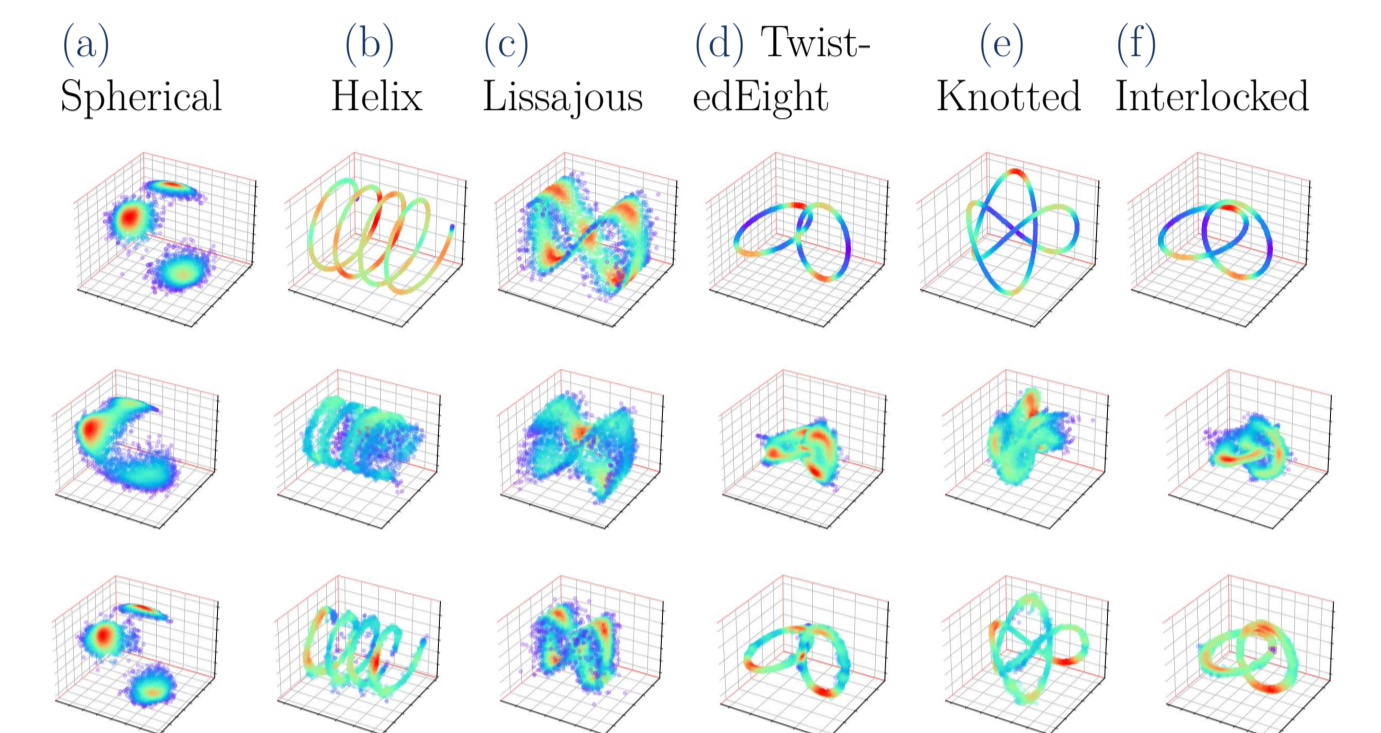 (a) (b) (c) (d) Twist- (e) (f)
Spherical Helix Lissajous edEight Knotted Interlocked